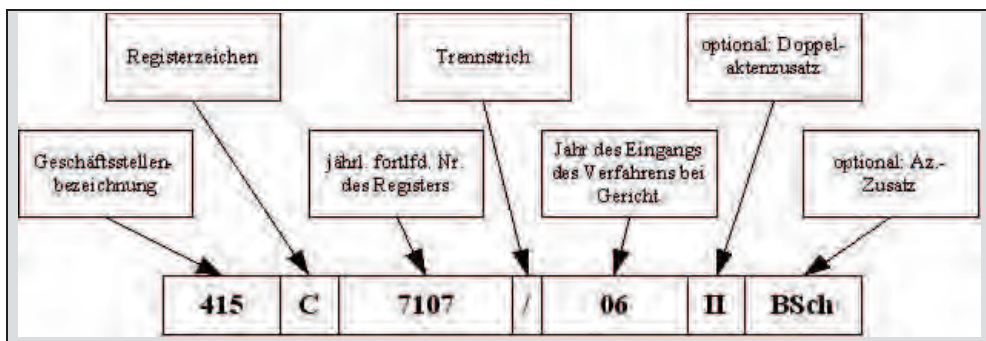 Registerzeichen
Trennstrich
optional: Doppel-
aktenzusatz
Geschäftsstellen-
bezeichnung
jährl. fortlfd. Nr.
des Registers
Jahr des Eingangs
des Verfahrens bei
Gericht
optional: Az.-
Zusatz
415 C 7107 / 06 II BSch